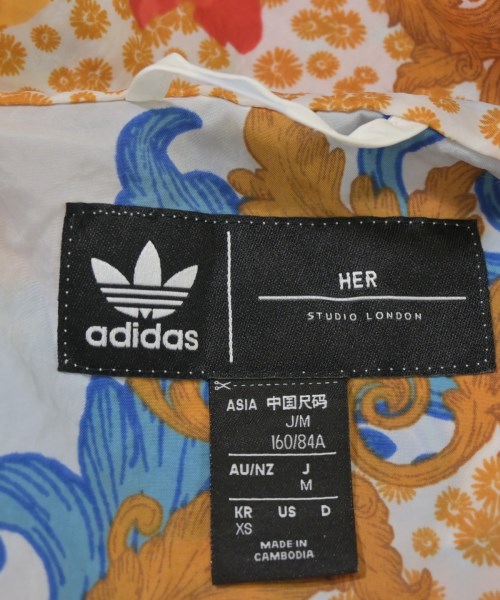 adidas
HER
STUDIO LONDON
ASIA 中国尺码
J/M
160/84A
AU/NZ J
M
KR US D
XS
MADE IN
CAMBODIA